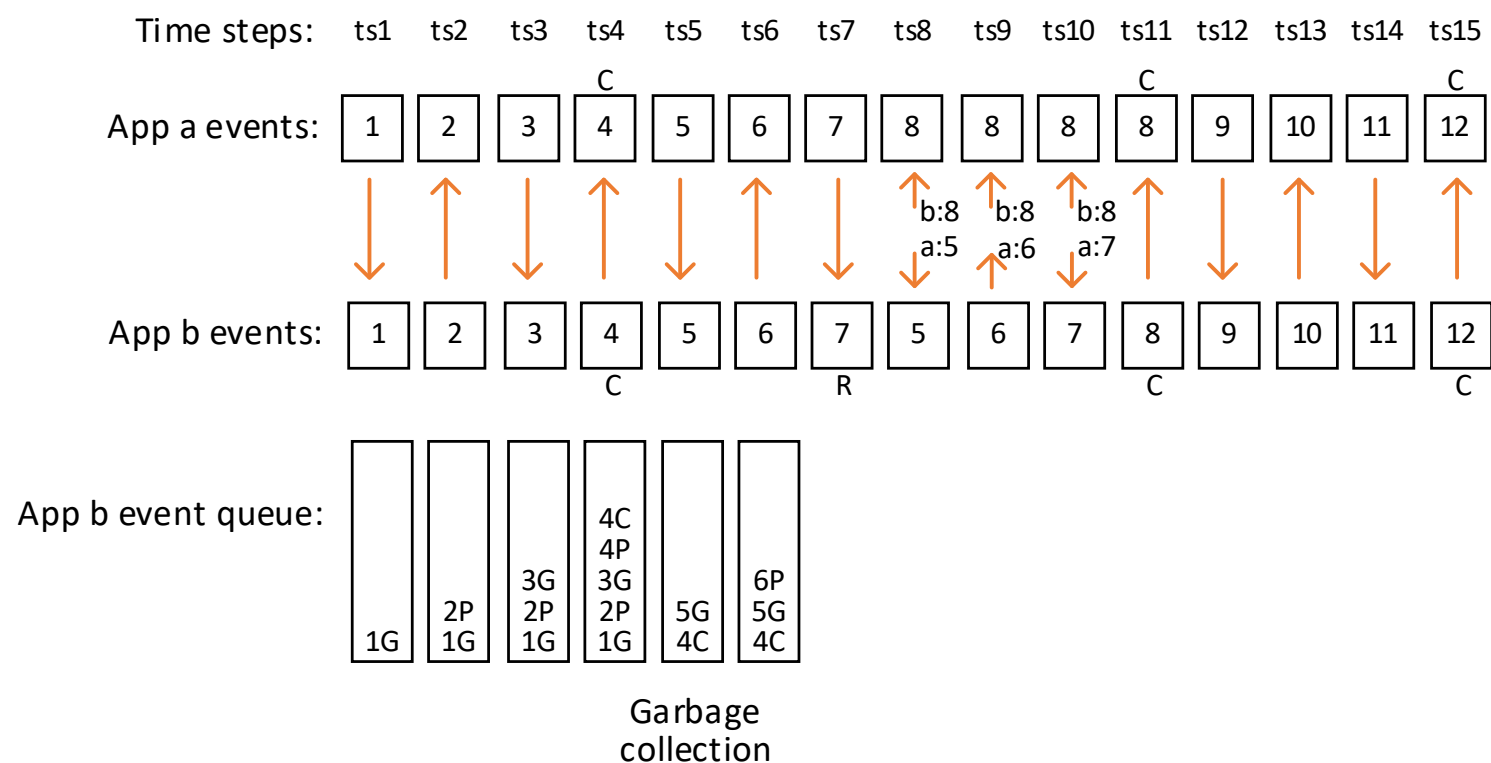 Time steps: ts1 ts2 ts3 ts4 ts5 ts6 ts7 ts8 ts9 ts10 ts11 ts12 ts13 ts14 ts15
C C C
App a events: 1 2 3 4 5 6 7 8 8 8 8 9 10 11 12
b:8 b:8 b:8
a:5 a:6 a:7
App b events: 1 2 3 4 5 6 7 5 6 7 8 9 10 11 12
C R C C
App b event queue:
4C
4P
3G 3G 6P
2P 2P 2P 5G 5G
1G 1G 1G 1G 4C 4C
Garbage
collection